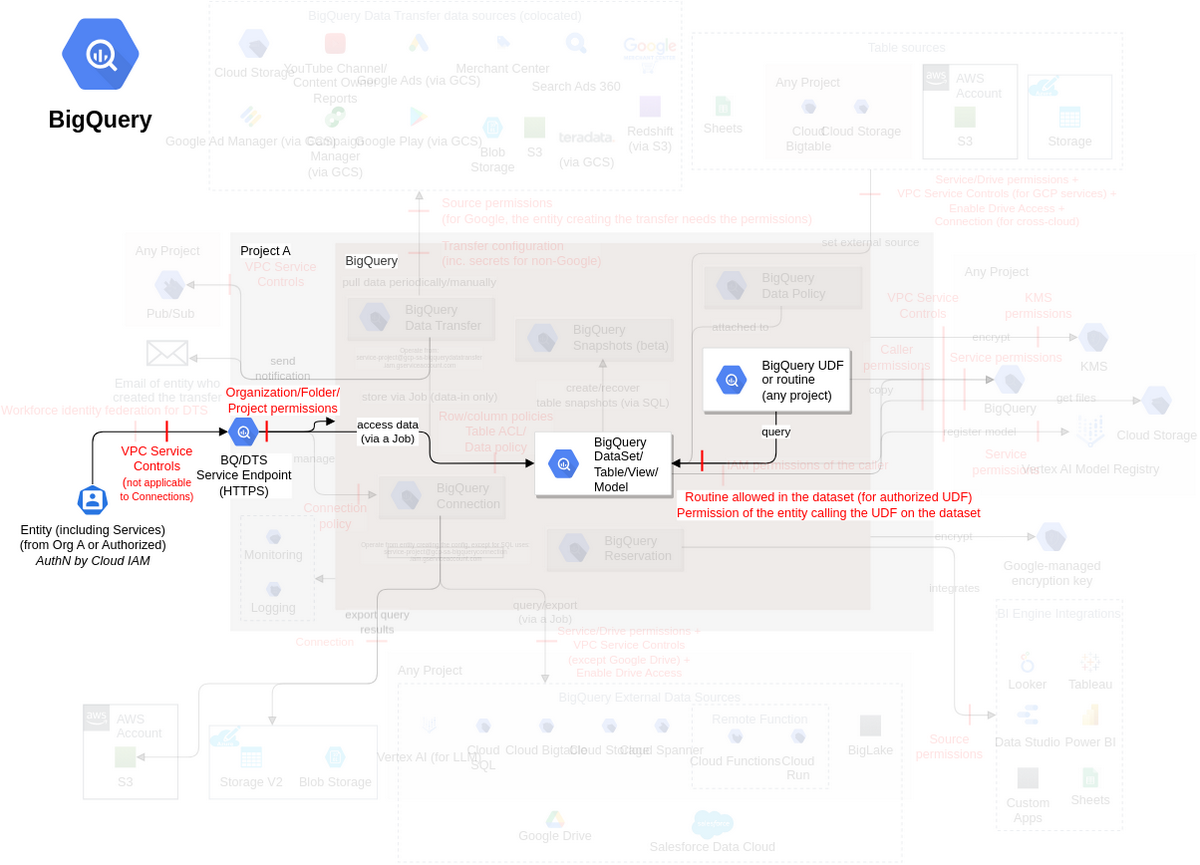 BigQuery Data Transfer data sources (colocated)
Cloud Storage
YouTube Channel/
Content Owner
Reports
Google Ads (via GCS)
Merchant Center
Search Ads 360
Google
Google Ad Manager (via GCS)
Campaign
Manager
(via GCS)
Google Play (via GCS)
Blob
Storage
S3
teradata.
(via GCS)
Redshift
(via S3)
BigQuery
Table sources
Sheets
Any Project
Cloud
Bigtable
Cloud Storage
aws
AWS
Account
S3
Storage
Source permissions
(for Google, the entity creating the transfer needs the permissions)
Service/Drive permissions +
VPC Service Controls (for GCP services) +
Enable Drive Access +
Connection (for cross-cloud)
Transfer configuration
(inc. secrets for non-Google)
set external source
Any Project
Pub/Sub
VPC Service
Controls
Project A
BigQuery
pull data periodically/manually
BigQuery
Data Transfer
BigQuery
Snapshots (beta)
BigQuery
Data Policy
attached to
Any Project
VPC Service
Controls
KMS
permissions
encrypt
KMS
Caller
permissions
Service permissions
copy
BigQuery
get files
Cloud Storage
register model
Service
permissions
Vertex AI Model Registry
send
notification
Email of entity who
created the transfer
Workforce identity federation for DTS
Organization/Folder/
Project permissions
store via Job (data-in only)
create/recover
table snapshots (via SQL)
BigQuery UDF
or routine
(any project)
query
access data
(via a Job)
Row/column policies
Table ACL/
Data policy
BigQuery
DataSet/
Table/View/
Model
IAM permissions of the caller
Routine allowed in the dataset (for authorized UDF)
Permission of the entity calling the UDF on the dataset
VPC Service
Controls
(not applicable
to Connections)
BQ/DTS
Service Endpoint
(HTTPS)
manage
Connection
policy
BigQuery
Connection
Entity (including Services)
(from Org A or Authorized)
AuthN by Cloud IAM
Monitoring
Logging
BigQuery
Reservation
encrypt
Google-managed
encryption key
integrates
export query
results
query/export
(via a Job)
Connection
Service/Drive permissions +
VPC Service Controls
(except Google Drive) +
Enable Drive Access
BI Engine Integrations
Looker
Tableau
Data Studio
Power BI
Custom
Apps
Sheets
Source
permissions
aws
AWS
Account
S3
Storage V2
Blob Storage
Any Project
BigQuery External Data Sources
Vertex AI (for LLM)
Cloud
SQL
Cloud Bigtable
Cloud Storage
Cloud Spanner
Remote Function
Cloud Functions
Cloud
Run
BigLake
Google Drive
Salesforce Data Cloud